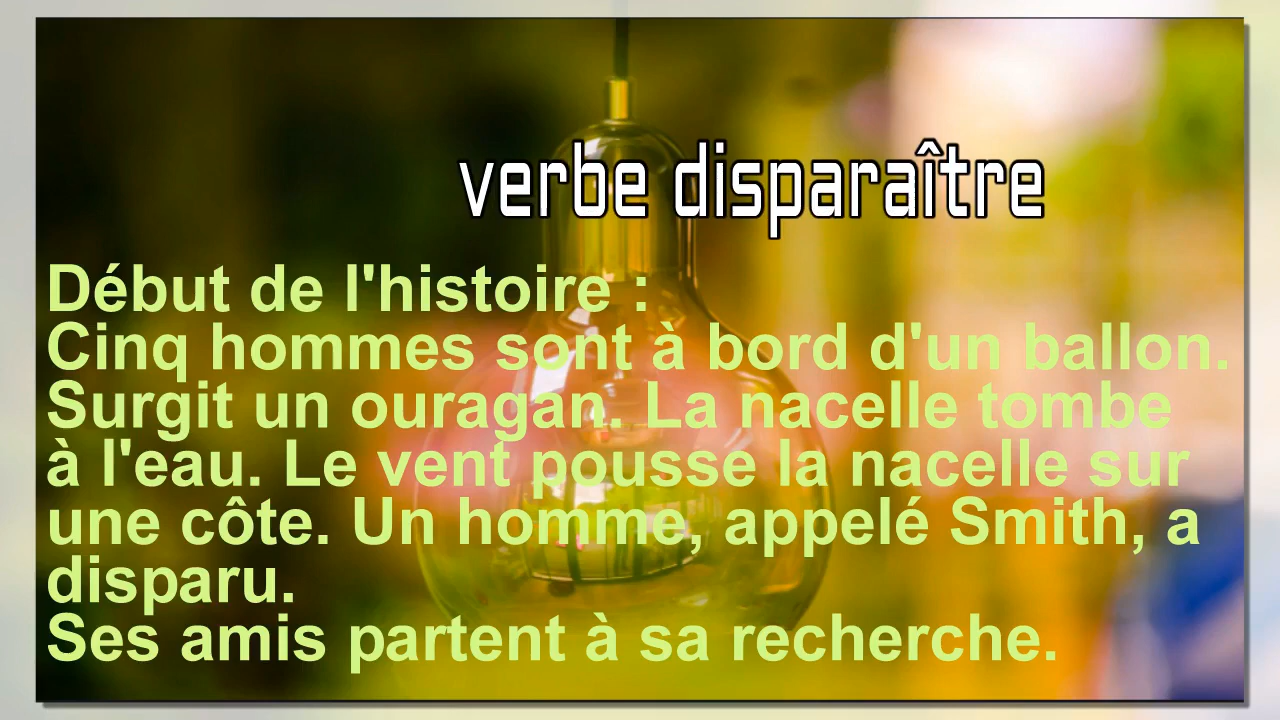 verbe disparaître
Début de l'histoire :
Cinq hommes sont à bord d'un ballon.
Surgit un ouragan. La nacelle tombe
à l'eau. Le vent pousse la nacelle sur
une côte. Un homme, appelé Smith, a
disparu.
Ses amis partent à sa recherche.